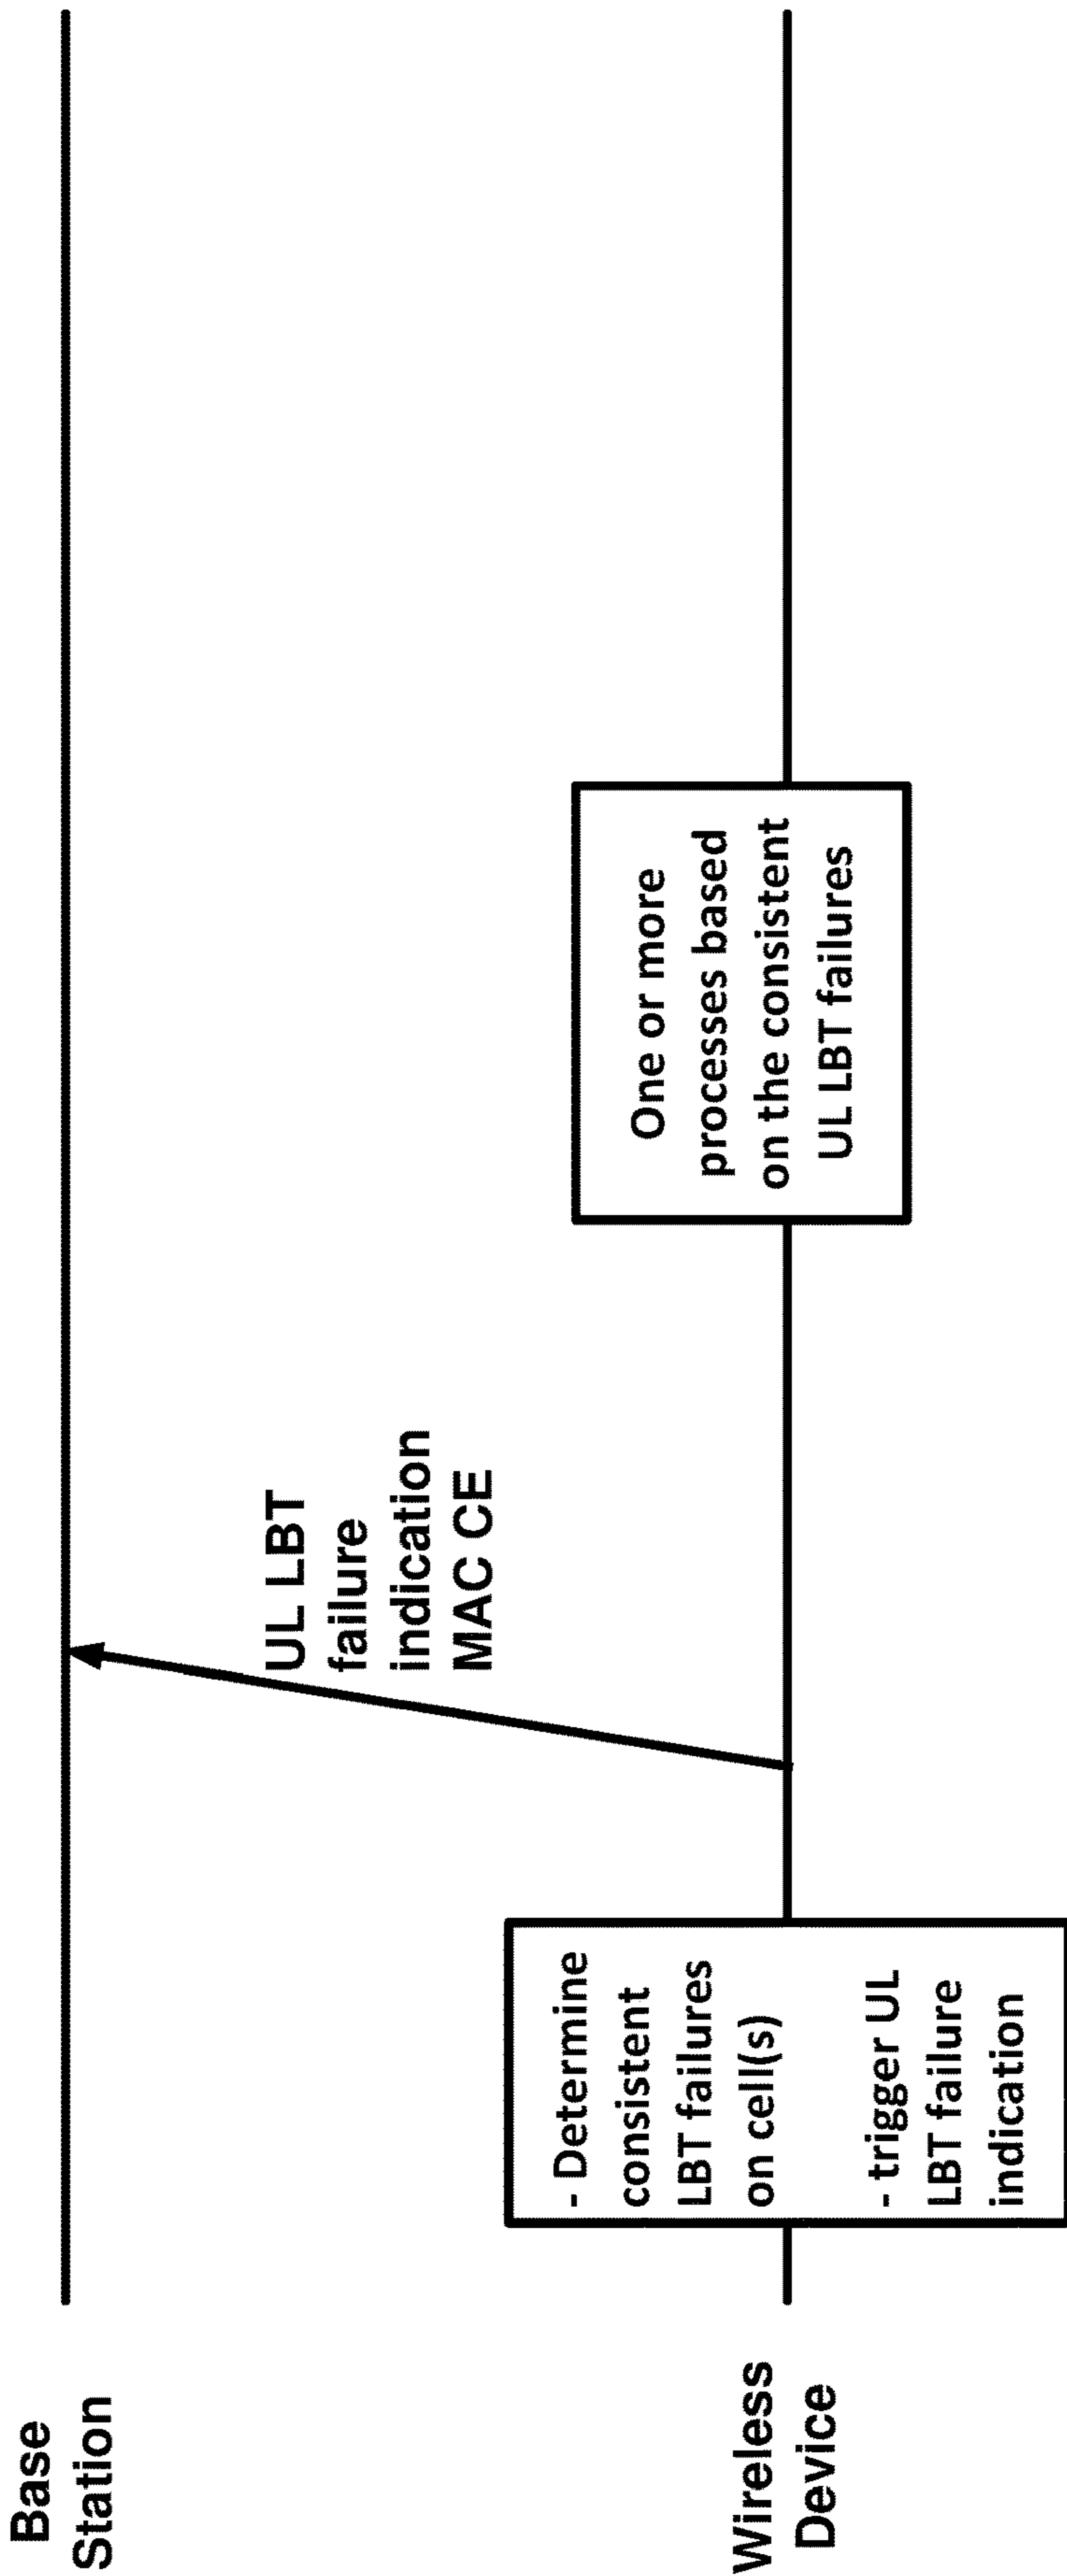 Base
Station
UL LBT
failure
indication
MAC CE
Wireless
Device
- Determine
consistent
LBT failures
on cell(s)
- trigger UL
LBT failure
indication
One or more
processes based
on the consistent
UL LBT failures